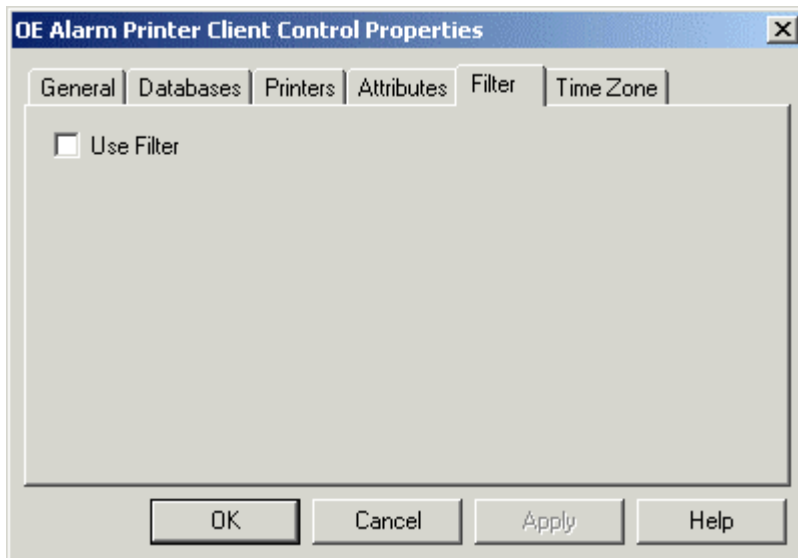 OE Alarm Printer Client Control Properties
General Databases Printers Attributes Filter Time Zone
Use Filter
OK Cancel Apply Help